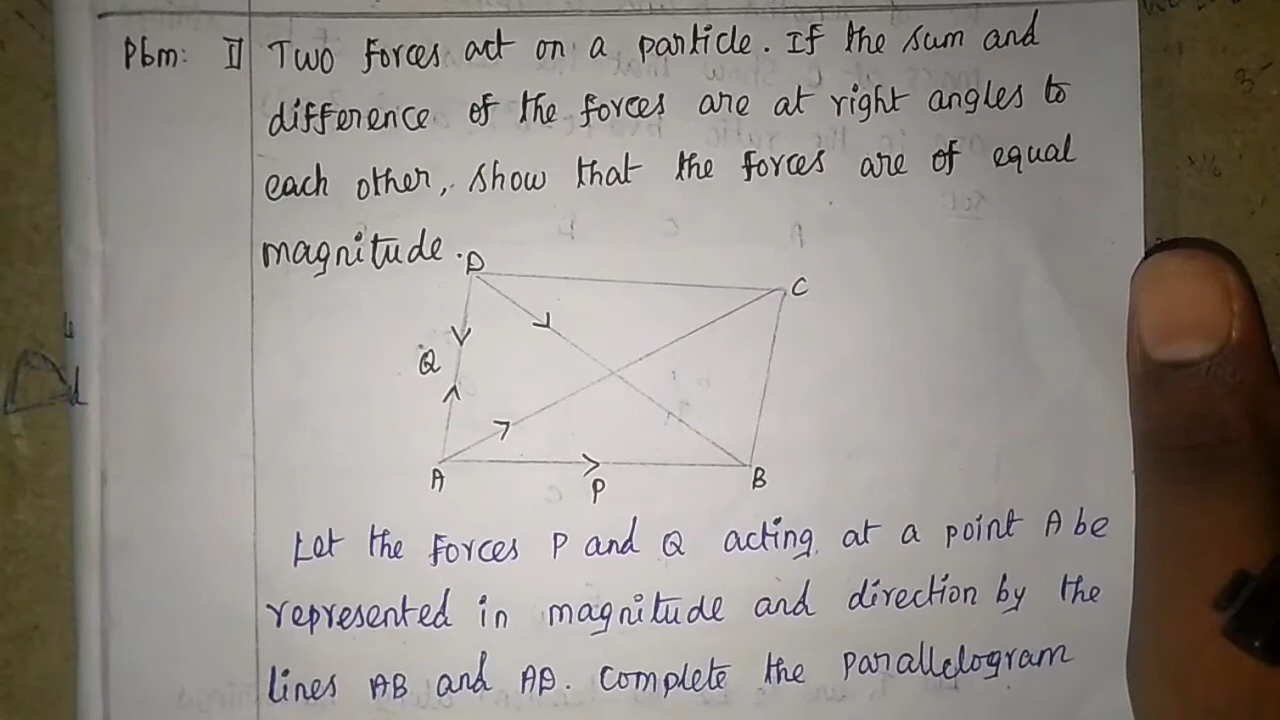 Pbm: II Two forces act on a particle. If the sum and
difference of the forces are at right angles to
each other, show that the forces are of equal
magnitude.
D
C
Q
A
P
B
Let the forces P and Q acting at a point A be
represented in magnitude and direction by the
lines AB and AD. Complete the parallelogram